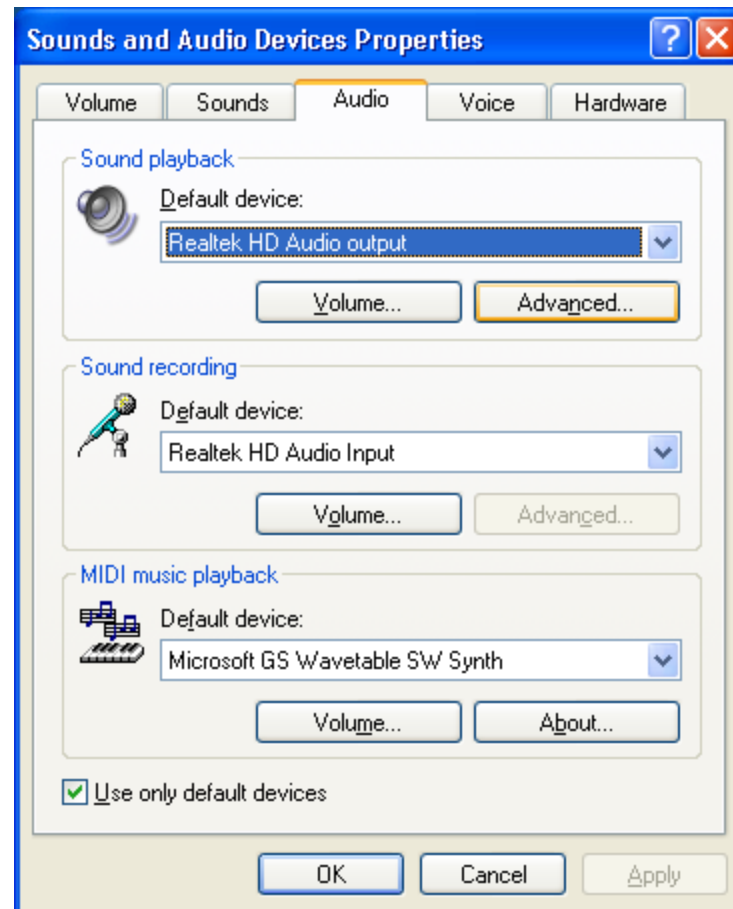 Sounds and Audio Devices Properties
Volume Sounds Audio Voice Hardware
Sound playback
Default device:
Realtek HD Audio output
Volume... Advanced...
Sound recording
Default device:
Realtek HD Audio Input
Volume... Advanced...
MIDI music playback
Default device:
Microsoft GS Wavetable SW Synth
Volume... About...
Use only default devices
OK Cancel Apply